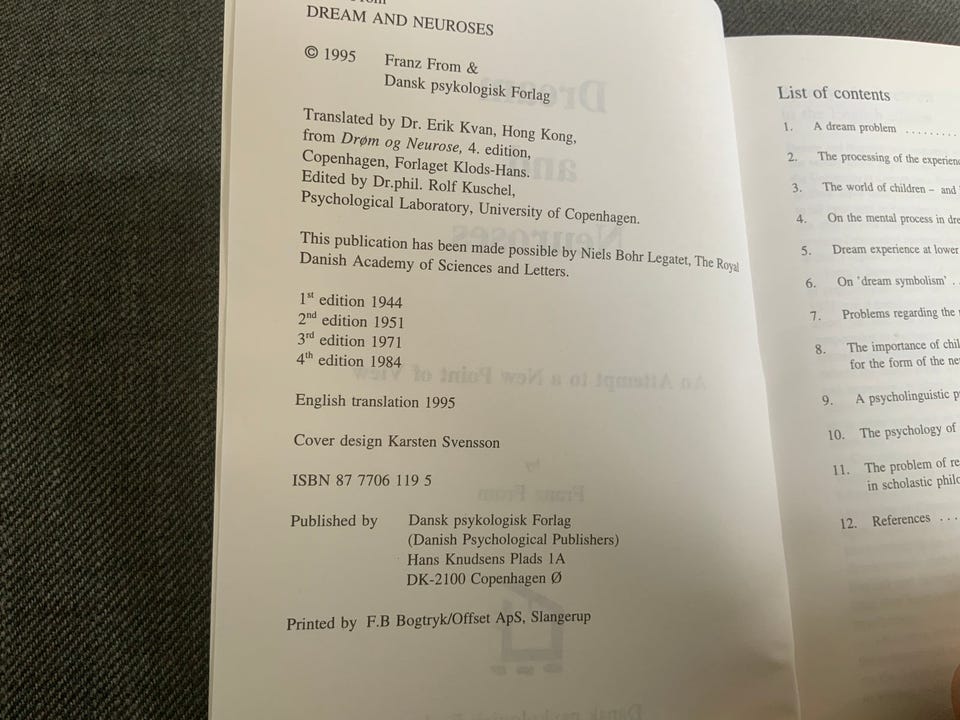 DREAM AND NEUROSES
© 1995 Franz From &
Dansk psykologisk Forlag
Translated by Dr. Erik Kvan, Hong Kong,
from Drøm og Neurose, 4. edition,
Copenhagen, Forlaget Klods-Hans.
Edited by Dr.phil. Rolf Kuschel,
Psychological Laboratory, University of Copenhagen.
This publication has been made possible by Niels Bohr Legatet, The Royal
Danish Academy of Sciences and Letters.
1st edition 1944
2nd edition 1951
3rd edition 1971
4th edition 1984
English translation 1995
Cover design Karsten Svensson
ISBN 87 7706 119 5
Published by Dansk psykologisk Forlag
(Danish Psychological Publishers)
Hans Knudsens Plads 1A
DK-2100 Copenhagen Ø
Printed by F.B Bogtryk/Offset ApS, Slangerup
List of contents
1. A dream problem .........
2. The processing of the
3. The world of children – and
4. On the mental process in
5. Dream experience at lower
6. On 'dream symbolism' . .
7. Problems regarding the
8. The importance of
for the form of the
9. A psycholinguistic
10. The psychology of
11. The problem of
in scholastic
12. References . . .